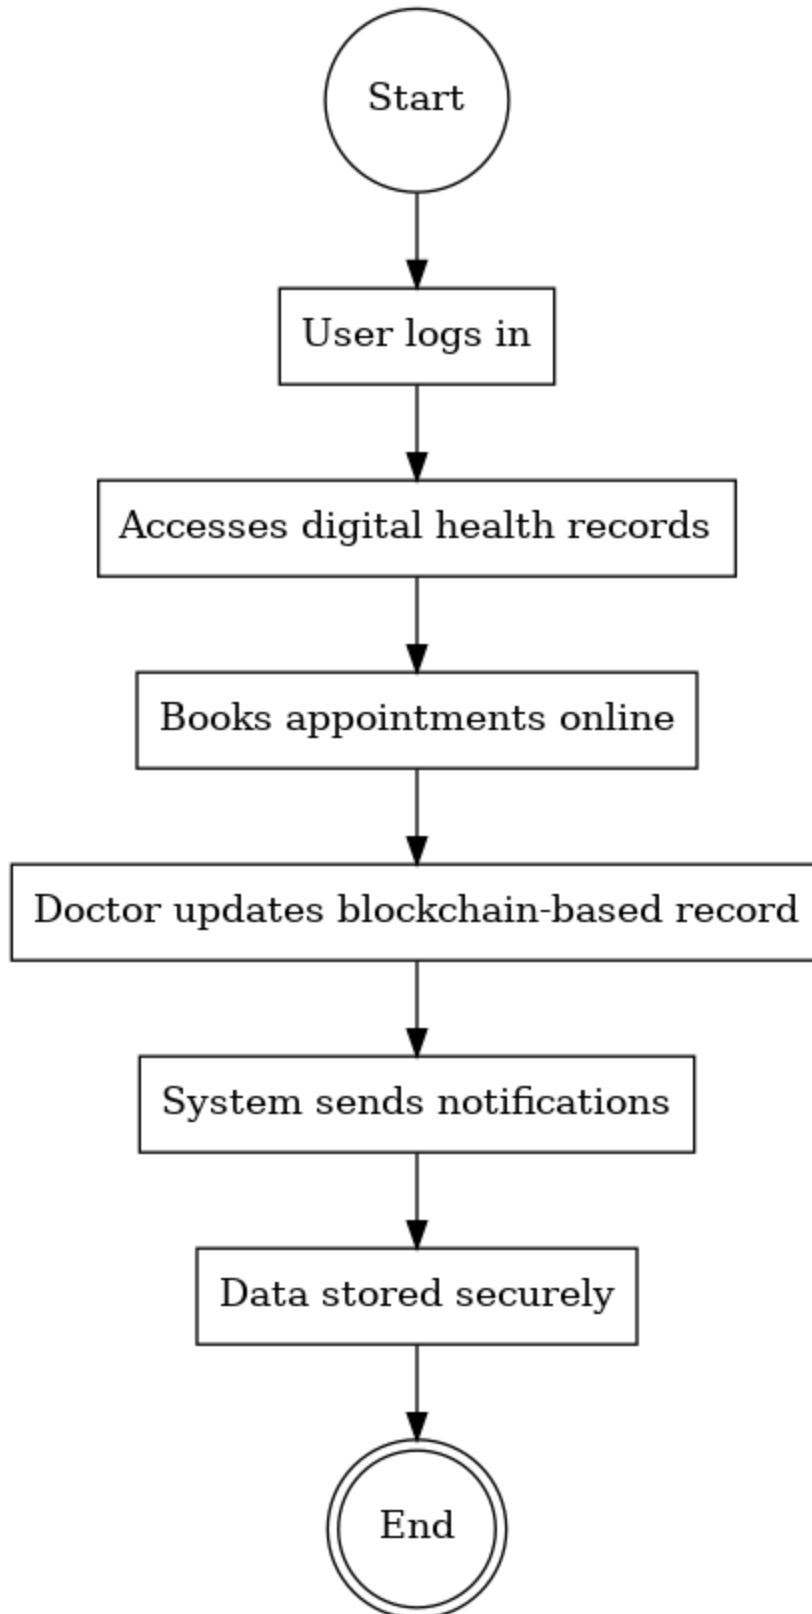 Start
User logs in
Accesses digital health records
Books appointments online
Doctor updates blockchain-based record
System sends notifications
Data stored securely
End